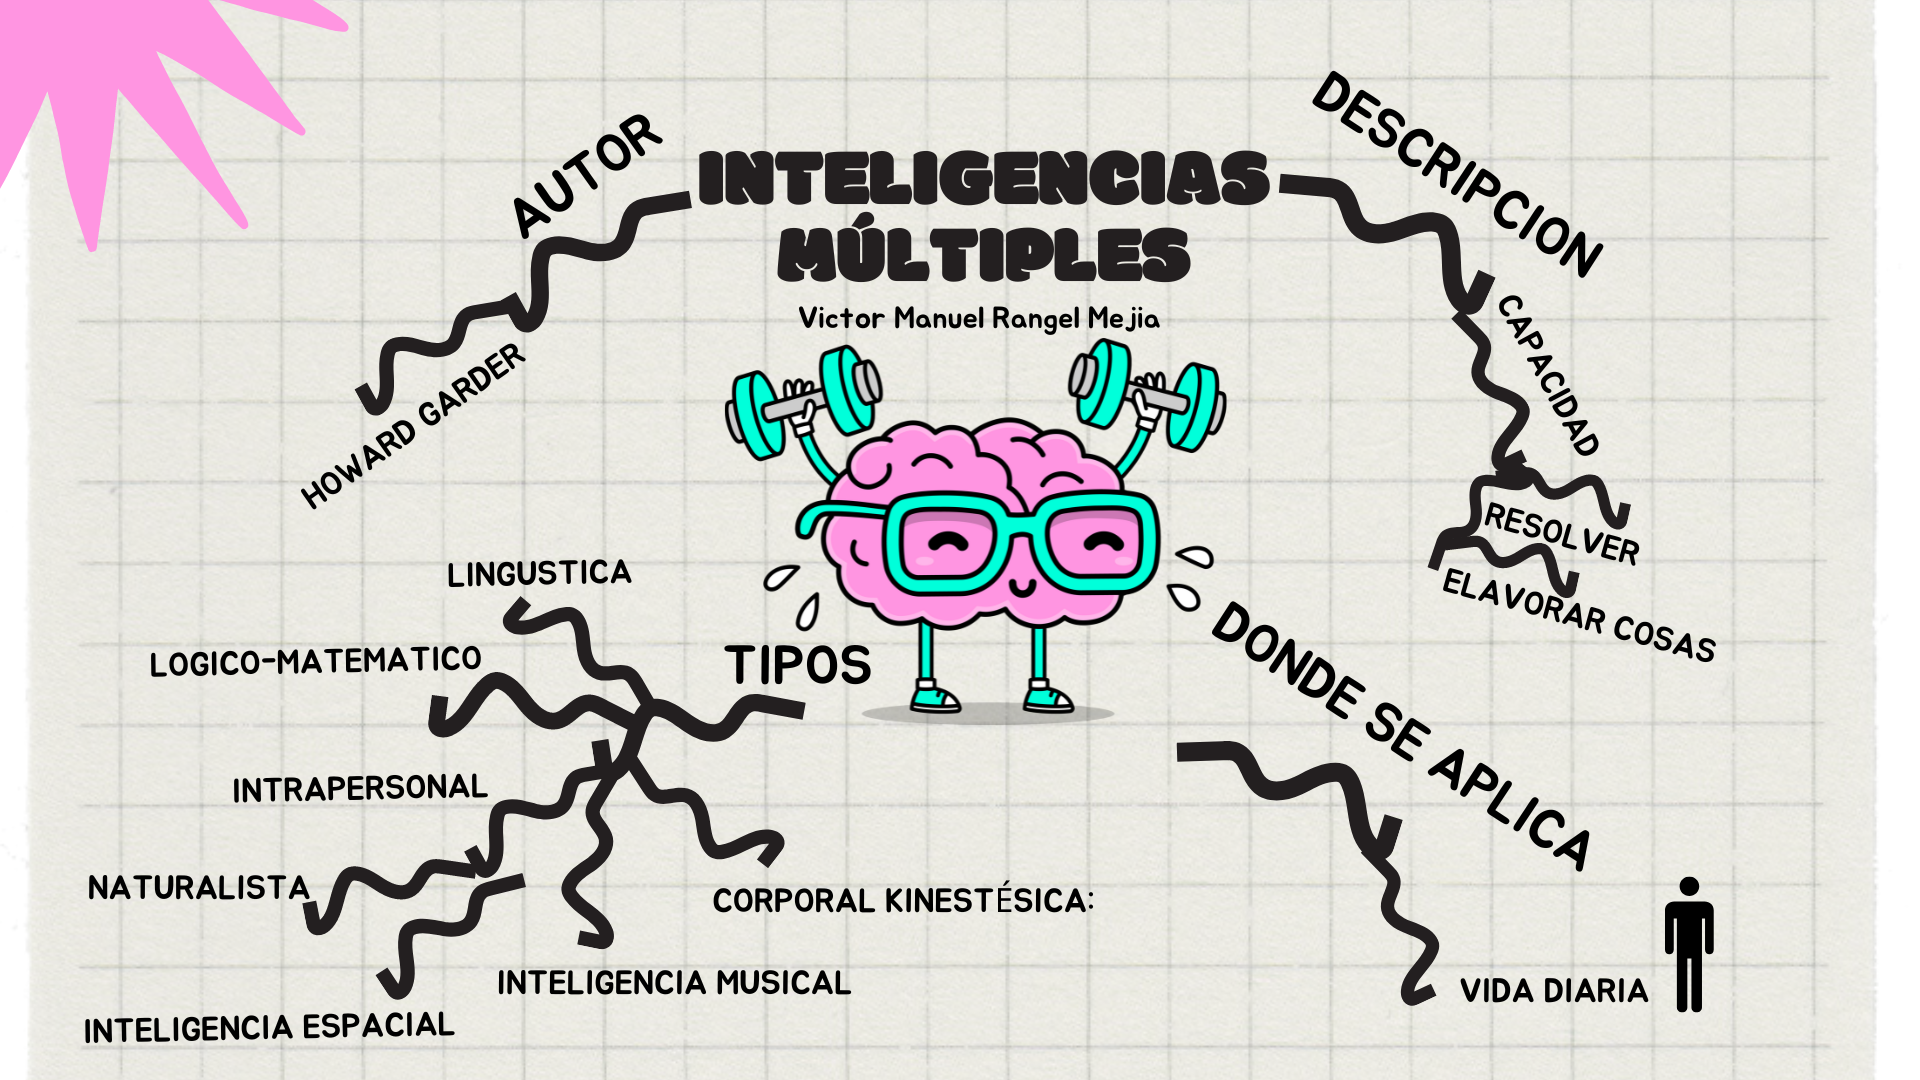 INTELIGENCIAS
MÚLTIPLES
Victor Manuel Rangel Mejia
AUTOR
HOWARD GARDER
DESCRIPCION
CAPACIDAD
RESOLVER
ELAVORAR COSAS
TIPOS
LINGUSTICA
LOGICO-MATEMATICO
INTRAPERSONAL
NATURALISTA
INTELIGENCIA ESPACIAL
INTELIGENCIA MUSICAL
CORPORAL KINESTÉSICA:
DONDE SE APLICA
VIDA DIARIA